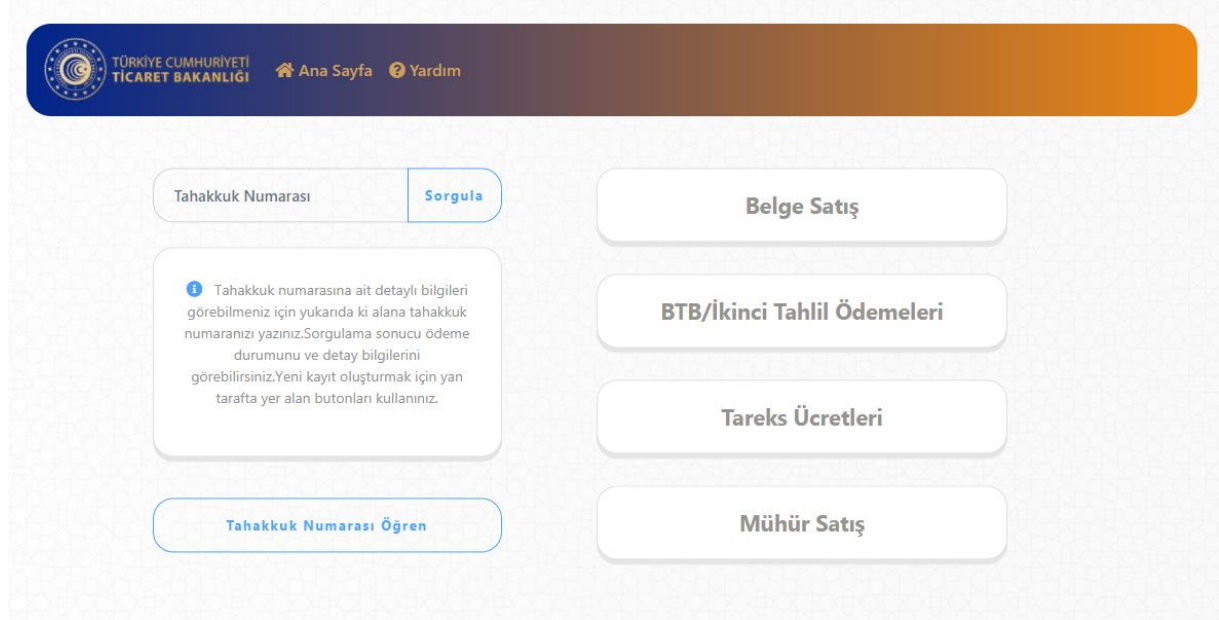 TÜRKİYE CUMHURİYETİ
TİCARET BAKANLIĞI
Ana Sayfa
Yardım
Tahakkuk Numarası
Sorgula
Tahakkuk numarasına ait detaylı bilgileri
görebilmeniz için yukarıda ki alana tahakkuk
numaranızı yazınız.Sorgulama sonucu ödeme
durumunu ve detay bilgilerini
görebilirsiniz.Yeni kayıt oluşturmak için yan
tarafta yer alan butonları kullanınız.
Tahakkuk Numarası Öğren
Belge Satış
BTB/İkinci Tahlil Ödemeleri
Tareks Ücretleri
Mühür Satış